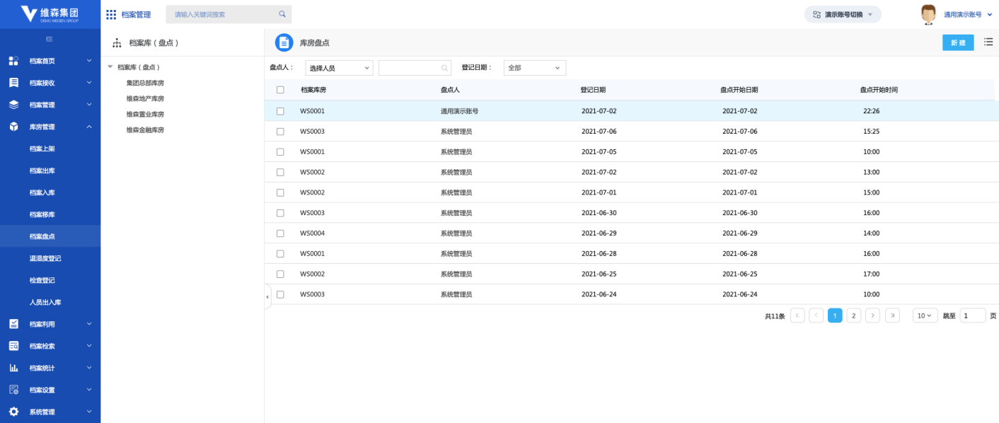 维森集团
DEMO WEISEN GROUP
档案管理
请输入关键词搜索
演示账号切换
通用演示账号
档案首页
档案接收
档案管理
库房管理
档案上架
档案出库
档案入库
档案移库
档案盘点
温湿度登记
检查登记
人员出入库
档案利用
档案检索
档案统计
档案设置
系统管理
档案库（盘点）
档案库（盘点）
集团总部库房
维森地产库房
维森置业库房
维森金融库房
库房盘点
新 建
盘点人： 选择人员 登记日期： 全部
档案库房 盘点人 登记日期 盘点开始日期 盘点开始时间
WS0001 通用演示账号 2021-07-02 2021-07-02 22:26
WS0003 系统管理员 2021-07-06 2021-07-06 15:25
WS0001 系统管理员 2021-07-05 2021-07-05 10:00
WS0002 系统管理员 2021-07-02 2021-07-02 13:00
WS0002 系统管理员 2021-07-01 2021-07-01 15:00
WS0003 系统管理员 2021-06-30 2021-06-30 16:00
WS0004 系统管理员 2021-06-29 2021-06-29 14:00
WS0001 系统管理员 2021-06-28 2021-06-28 16:00
WS0002 系统管理员 2021-06-25 2021-06-25 17:00
WS0003 系统管理员 2021-06-24 2021-06-24 10:00
共11条 1 2 10 跳至 1 页